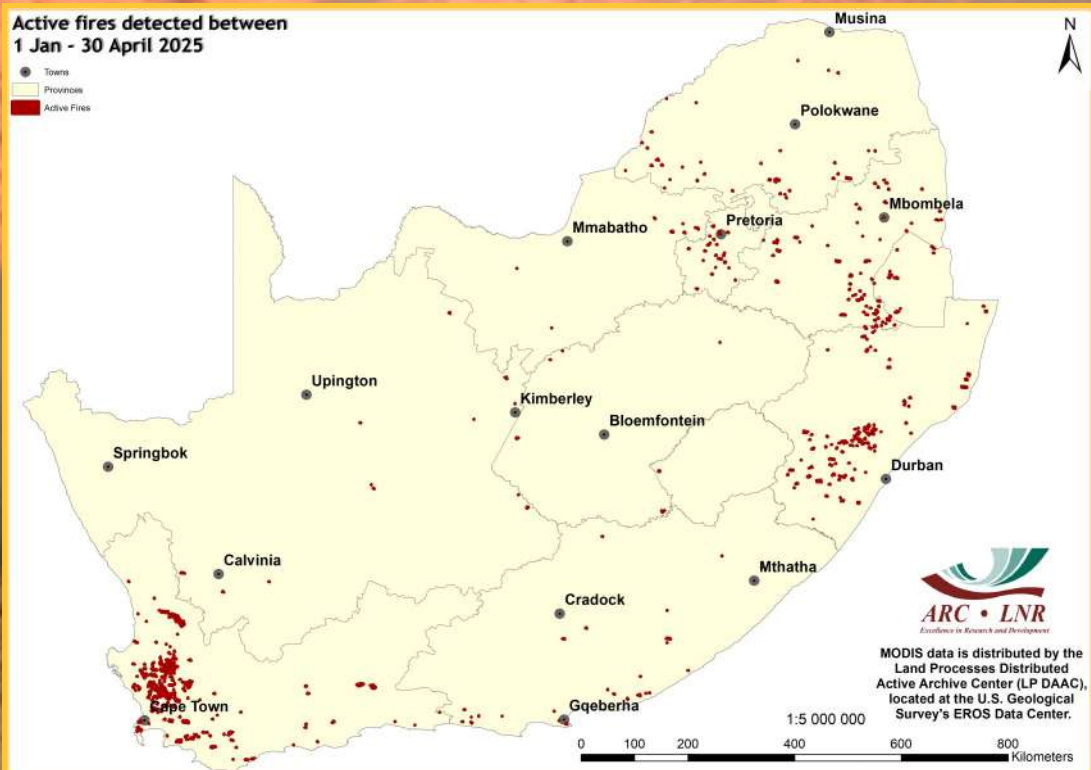 Active fires detected between
1 Jan - 30 April 2025
Towns
Provinces
Active Fires
N
Musina
Polokwane
Mbombela
Pretoria
Mmabatho
Upington
Kimberley
Bloemfontein
Springbok
Durban
Calvinia
Mthatha
Cradock
Cape Town
Gqeberha
ARC • LNR
Excellence in Research and Development
MODIS data is distributed by the
Land Processes Distributed
Active Archive Center (LP DAAC),
located at the U.S. Geological
Survey's EROS Data Center.
1:5 000 000
0 100 200 400 600 800
Kilometers